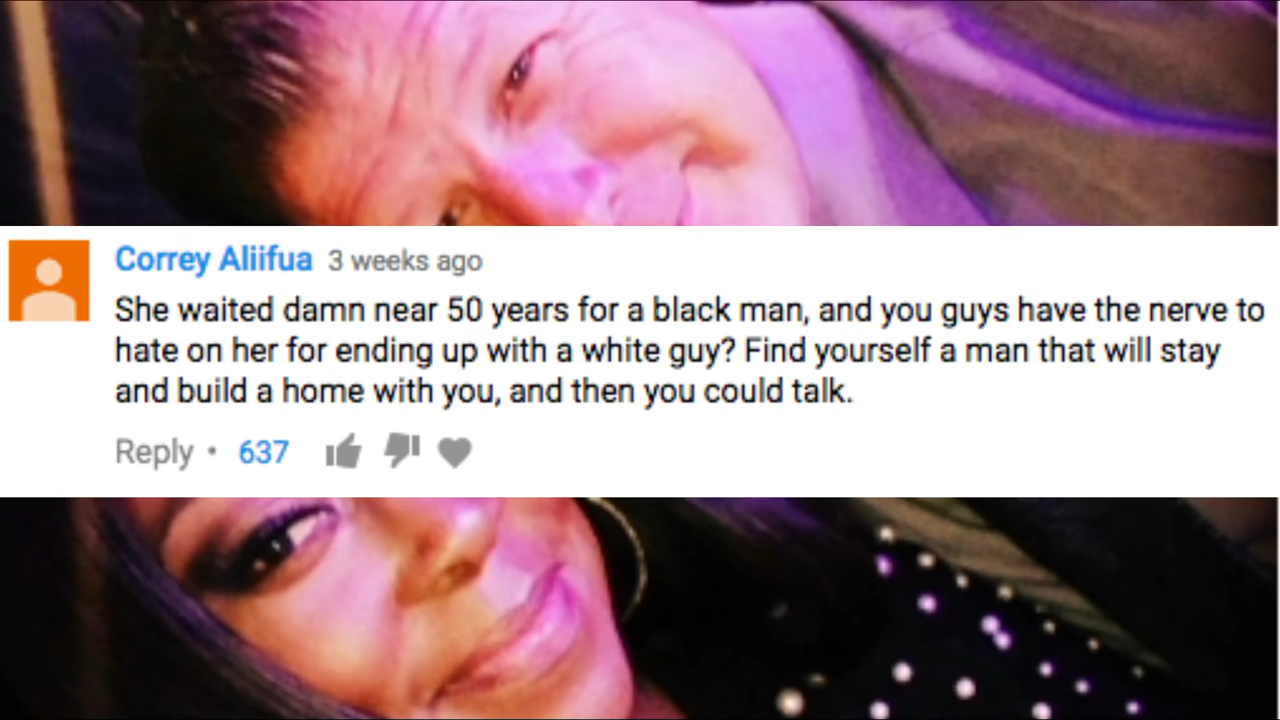 Correy Aliifua 3 weeks ago
She waited damn near 50 years for a black man, and you guys have the nerve to
hate on her for ending up with a white guy? Find yourself a man that will stay
and build a home with you, and then you could talk.
Reply • 637